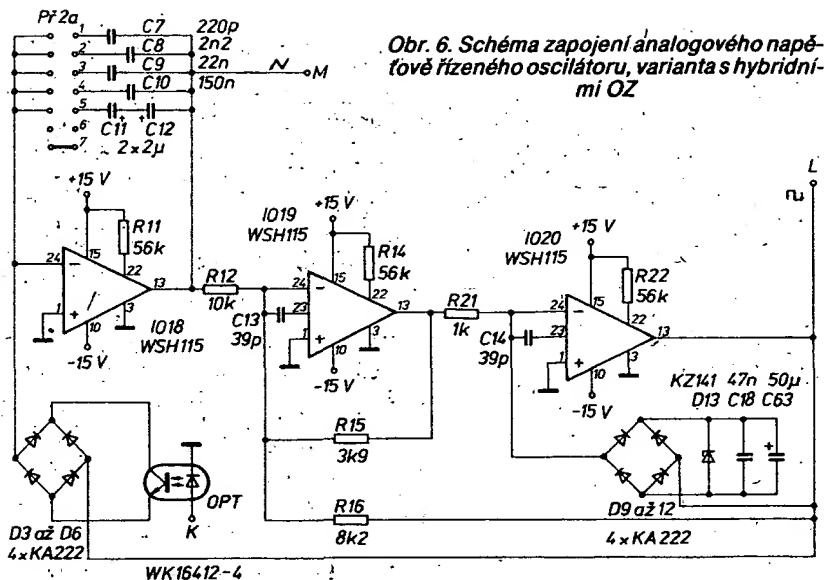 Př2a
1
2
3
4
5
6
7
C7
220p
C8
2n2
C9
22n
C10
150n
C11
+
+
C12
2 x 2µ
M
Obr. 6. Schéma zapojení analogového napě-
ťově řízeného oscilátoru, varianta s hybridní-
mi OZ
+15 V
R11
56k
24
15
22
13
1
10
3
-15 V
IO18
WSH115
R12
10k
C13
39p
IO19
WSH115
+15 V
R14
56k
24
15
22
13
23
1
10
3
-15 V
R15
3k9
R16
8k2
R21
1k
C14
39p
IO20
WSH115
+15 V
R22
56k
24
15
22
13
23
1
10
3
-15 V
L
KZ141 47n 50µ
D13 C18 C63
+
D9 až 12
4 x KA222
D3 až D6
4 x KA222
OPT
K
WK16412-4